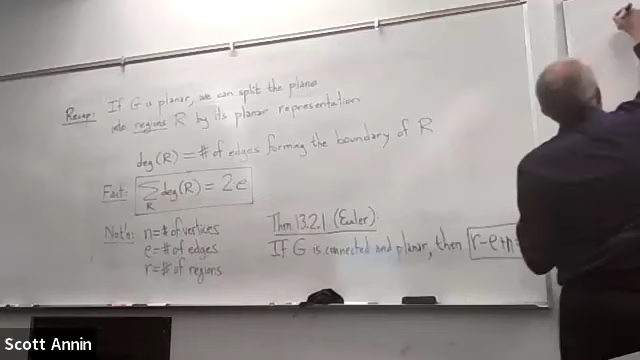 Recap: If G is planar, we can split the plane
into regions R by its planar representation
deg(R) = # of edges forming the boundary of R
Fact: ∑_R deg(R) = 2e
Not'n: n = # of vertices
e = # of edges
r = # of regions
Thm 13.2.1 (Euler):
If G is connected and planar, then r-e+n=
Scott Annin